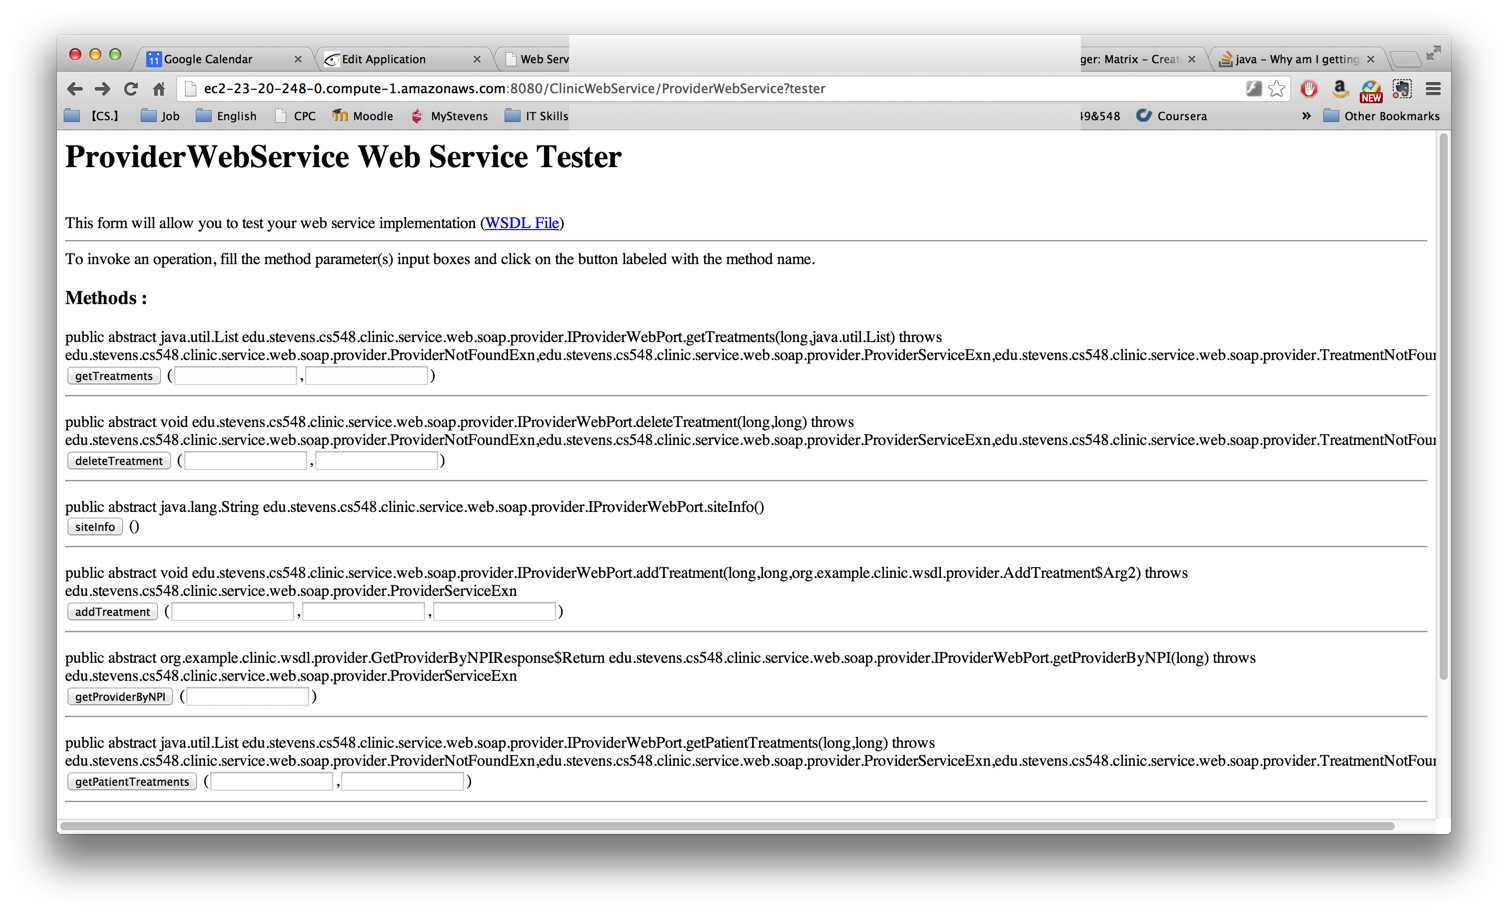 Google Calendar
Edit Application
Web Serv
ger: Matrix – Creat
java – Why am I getting
ec2-23-20-248-0.compute-1.amazonaws.com:8080/ClinicWebService/ProviderWebService?tester
NEW
【CS.】 Job English CPC Moodle MyStevens IT Skills 49&548 Coursera » Other Bookmarks
ProviderWebService Web Service Tester
This form will allow you to test your web service implementation (WSDL File)
To invoke an operation, fill the method parameter(s) input boxes and click on the button labeled with the method name.
Methods :
public abstract java.util.List edu.stevens.cs548.clinic.service.web.soap.provider.IProviderWebPort.getTreatments(long,java.util.List) throws
edu.stevens.cs548.clinic.service.web.soap.provider.ProviderNotFoundExn,edu.stevens.cs548.clinic.service.web.soap.provider.ProviderServiceExn,edu.stevens.cs548.clinic.service.web.soap.provider.TreatmentNotFour
getTreatments ( , )
public abstract void edu.stevens.cs548.clinic.service.web.soap.provider.IProviderWebPort.deleteTreatment(long,long) throws
edu.stevens.cs548.clinic.service.web.soap.provider.ProviderNotFoundExn,edu.stevens.cs548.clinic.service.web.soap.provider.ProviderServiceExn,edu.stevens.cs548.clinic.service.web.soap.provider.TreatmentNotFour
deleteTreatment ( , )
public abstract java.lang.String edu.stevens.cs548.clinic.service.web.soap.provider.IProviderWebPort.siteInfo()
siteInfo ()
public abstract void edu.stevens.cs548.clinic.service.web.soap.provider.IProviderWebPort.addTreatment(long,long,org.example.clinic.wsdl.provider.AddTreatment$Arg2) throws
edu.stevens.cs548.clinic.service.web.soap.provider.ProviderServiceExn
addTreatment ( , , )
public abstract org.example.clinic.wsdl.provider.GetProviderByNPIResponse$Return edu.stevens.cs548.clinic.service.web.soap.provider.IProviderWebPort.getProviderByNPI(long) throws
edu.stevens.cs548.clinic.service.web.soap.provider.ProviderServiceExn
getProviderByNPI ( )
public abstract java.util.List edu.stevens.cs548.clinic.service.web.soap.provider.IProviderWebPort.getPatientTreatments(long,long) throws
edu.stevens.cs548.clinic.service.web.soap.provider.ProviderNotFoundExn,edu.stevens.cs548.clinic.service.web.soap.provider.ProviderServiceExn,edu.stevens.cs548.clinic.service.web.soap.provider.TreatmentNotFour
getPatientTreatments ( , )